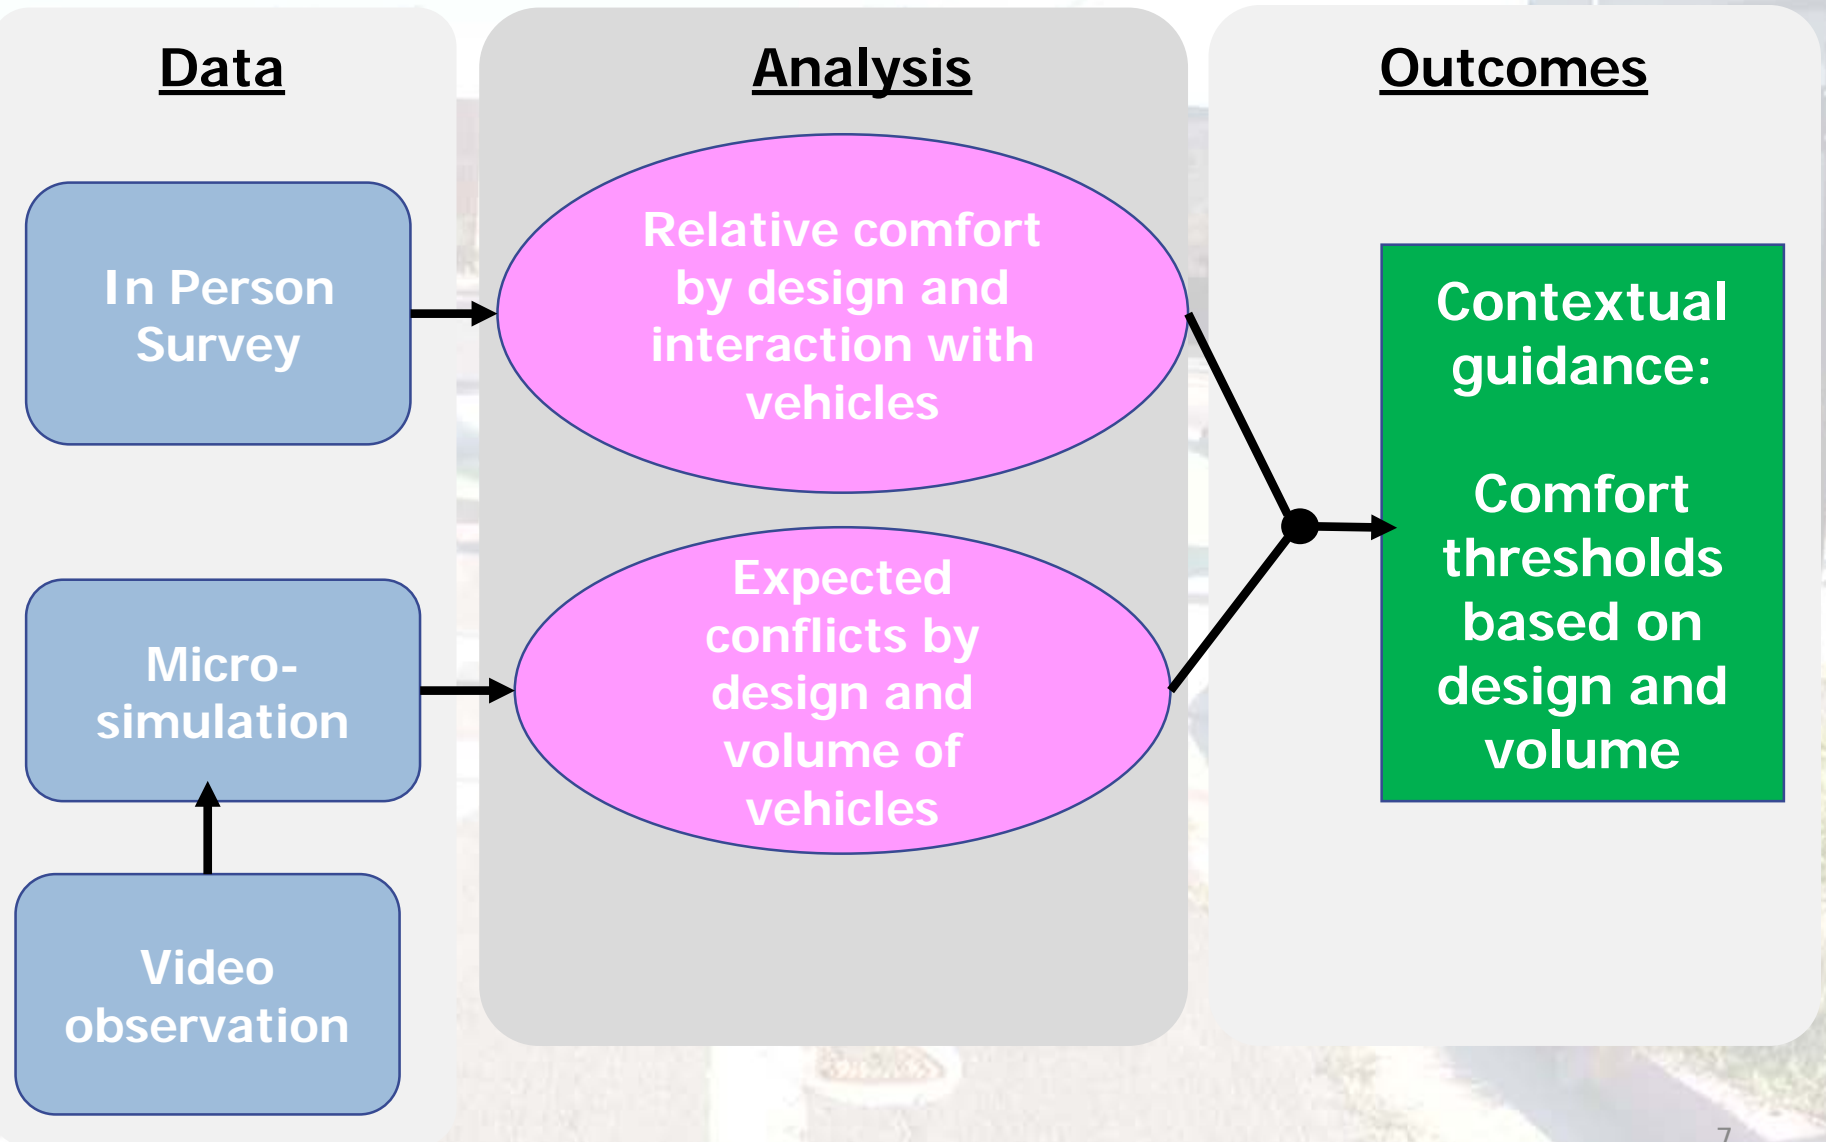 Data
In Person
Survey
Micro-
simulation
Video
observation
Analysis
Relative comfort
by design and
interaction with
vehicles
Expected
conflicts by
design and
volume of
vehicles
Outcomes
Contextual
guidance:
Comfort
thresholds
based on
design and
volume
7